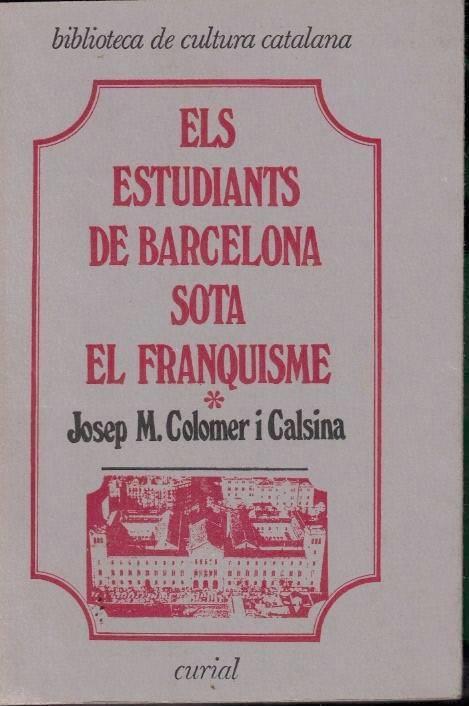 biblioteca de cultura catalana
ELS
ESTUDIANTS
DE BARCELONA
SOTA
EL FRANQUISME
*
Josep M. Colomer i Calsina
curial